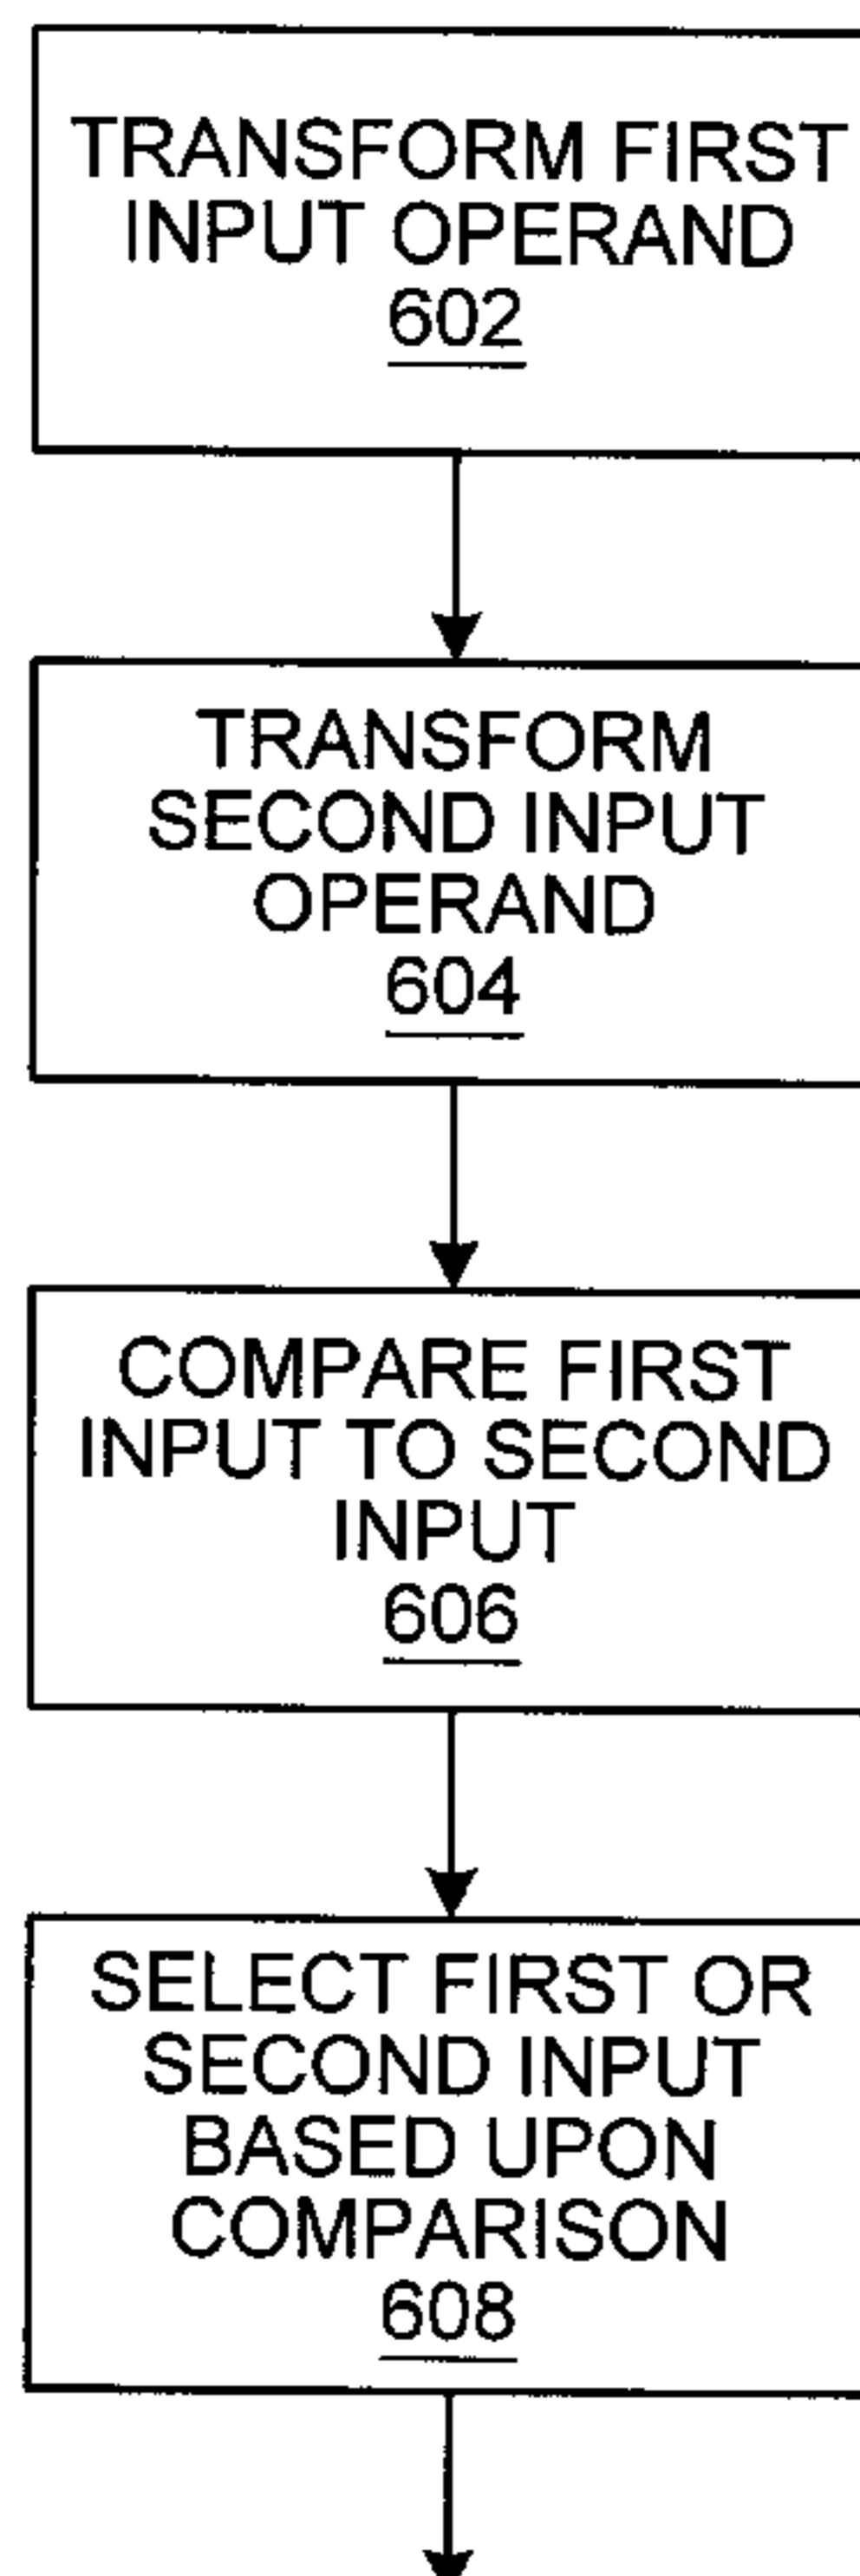 TRANSFORM FIRST
INPUT OPERAND
602
TRANSFORM
SECOND INPUT
OPERAND
604
COMPARE FIRST
INPUT TO SECOND
INPUT
606
SELECT FIRST OR
SECOND INPUT
BASED UPON
COMPARISON
608